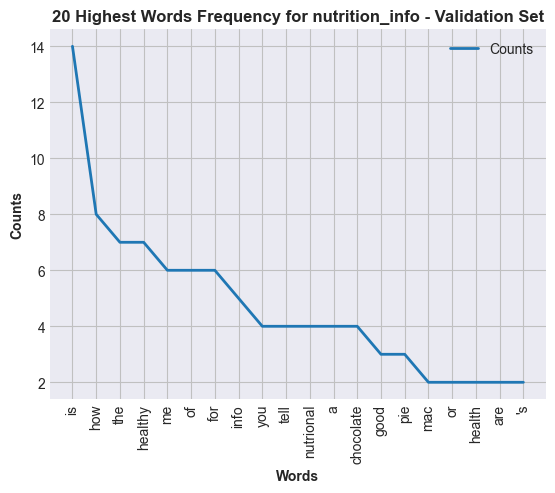 20 Highest Words Frequency for nutrition_info - Validation Set
Counts
14
12
10
8
6
4
2
Counts
is
how
the
healthy
me
of
for
info
you
tell
nutrional
a
chocolate
good
pie
mac
or
health
are
's
Words